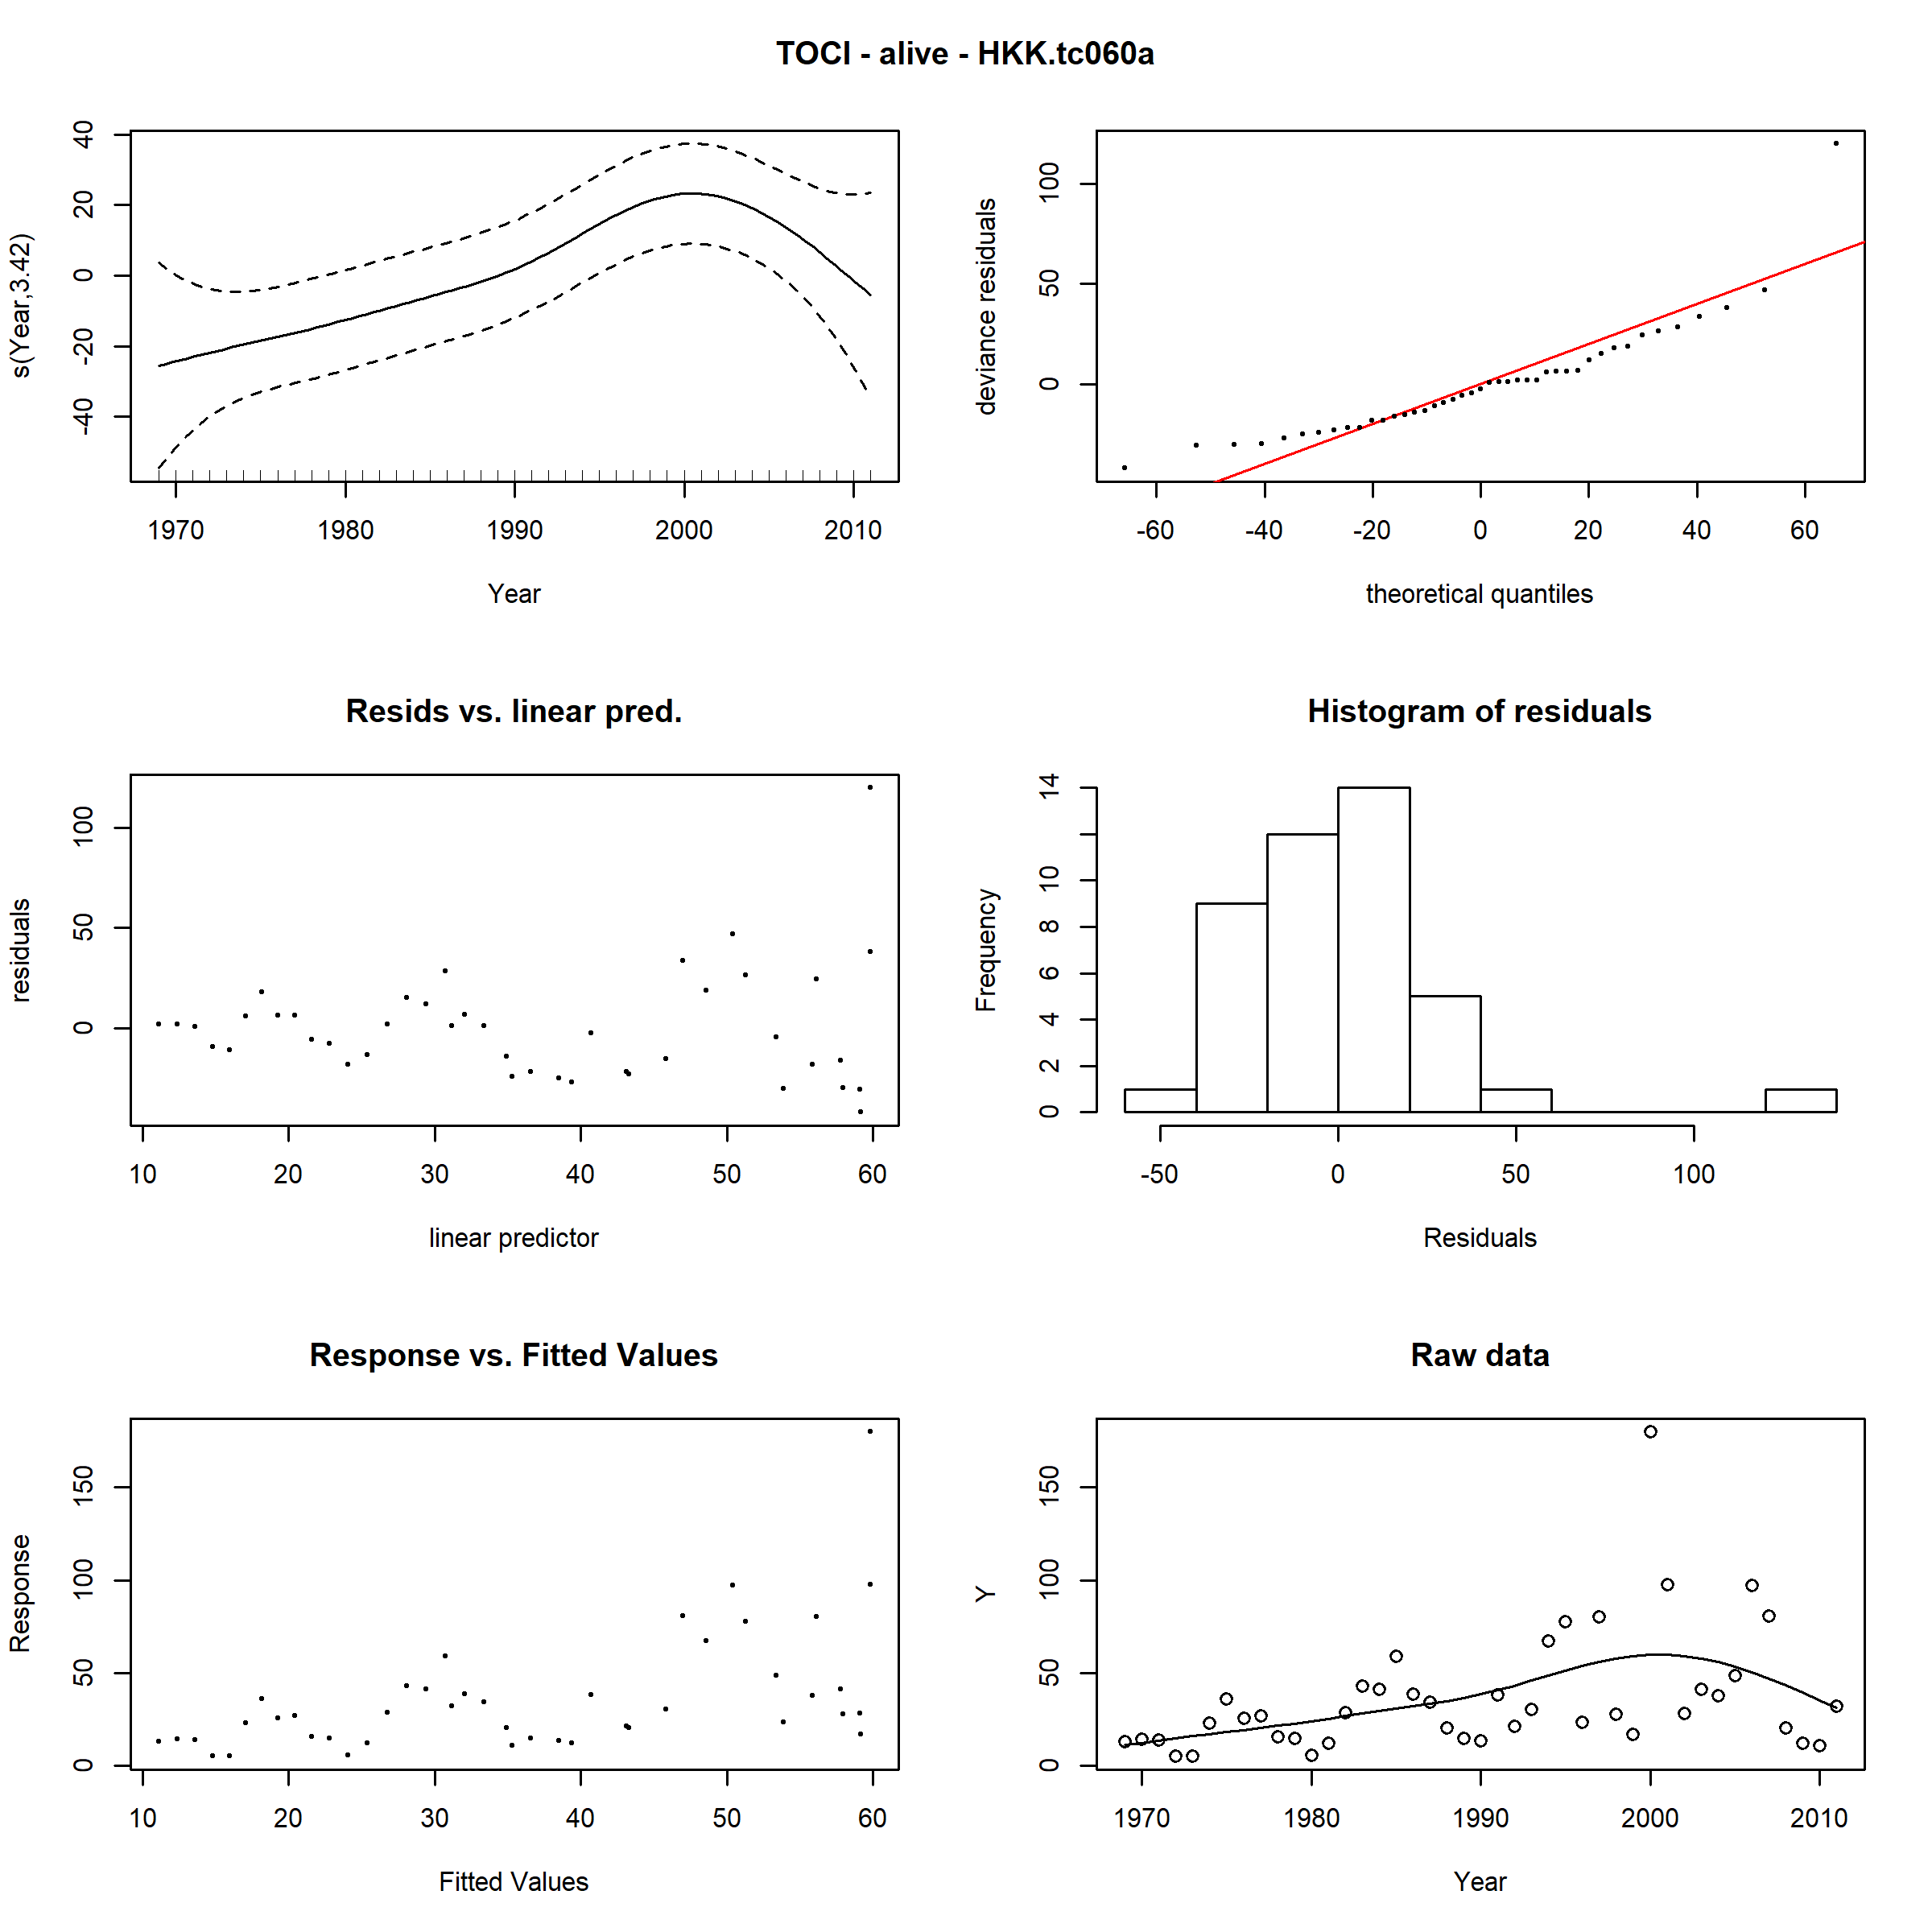 TOCI - alive - HKK.tc060a
s(Year,3.42)
40
20
0
-20
-40
1970 1980 1990 2000 2010
Year
deviance residuals
100
50
0
-60 -40 -20 0 20 40 60
theoretical quantiles
Resids vs. linear pred.
residuals
100
50
0
10 20 30 40 50 60
linear predictor
Histogram of residuals
Frequency
14
10
8
6
4
2
0
-50 0 50 100
Residuals
Response vs. Fitted Values
Response
150
100
50
0
10 20 30 40 50 60
Fitted Values
Raw data
Y
150
100
50
0
1970 1980 1990 2000 2010
Year